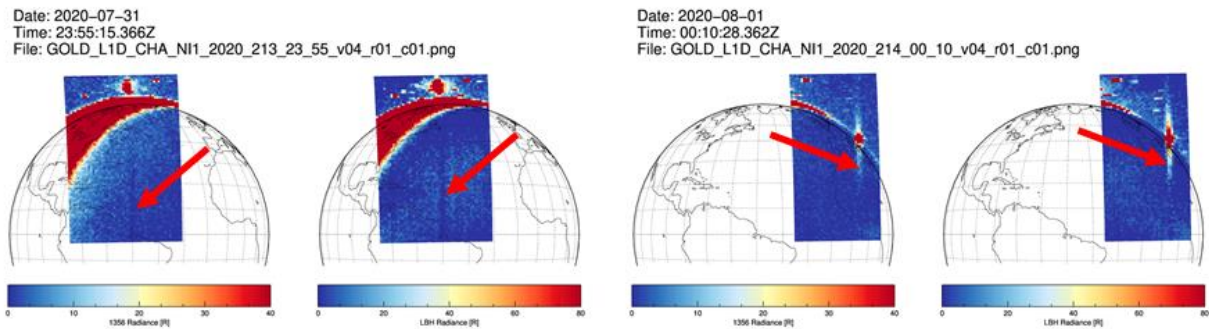 Date: 2020-07-31
Time: 23:55:15.366Z
File: GOLD_L1D_CHA_NI1_2020_213_23_55_v04_r01_c01.png
Date: 2020-08-01
Time: 00:10:28.362Z
File: GOLD_L1D_CHA_NI1_2020_214_00_10_v04_r01_c01.png
0 10 20 30 40
1356 Radiance [R]
0 20 40 60 80
LBH Radiance [R]
0 10 20 30 40
1356 Radiance [R]
0 20 40 60 80
LBH Radiance [R]